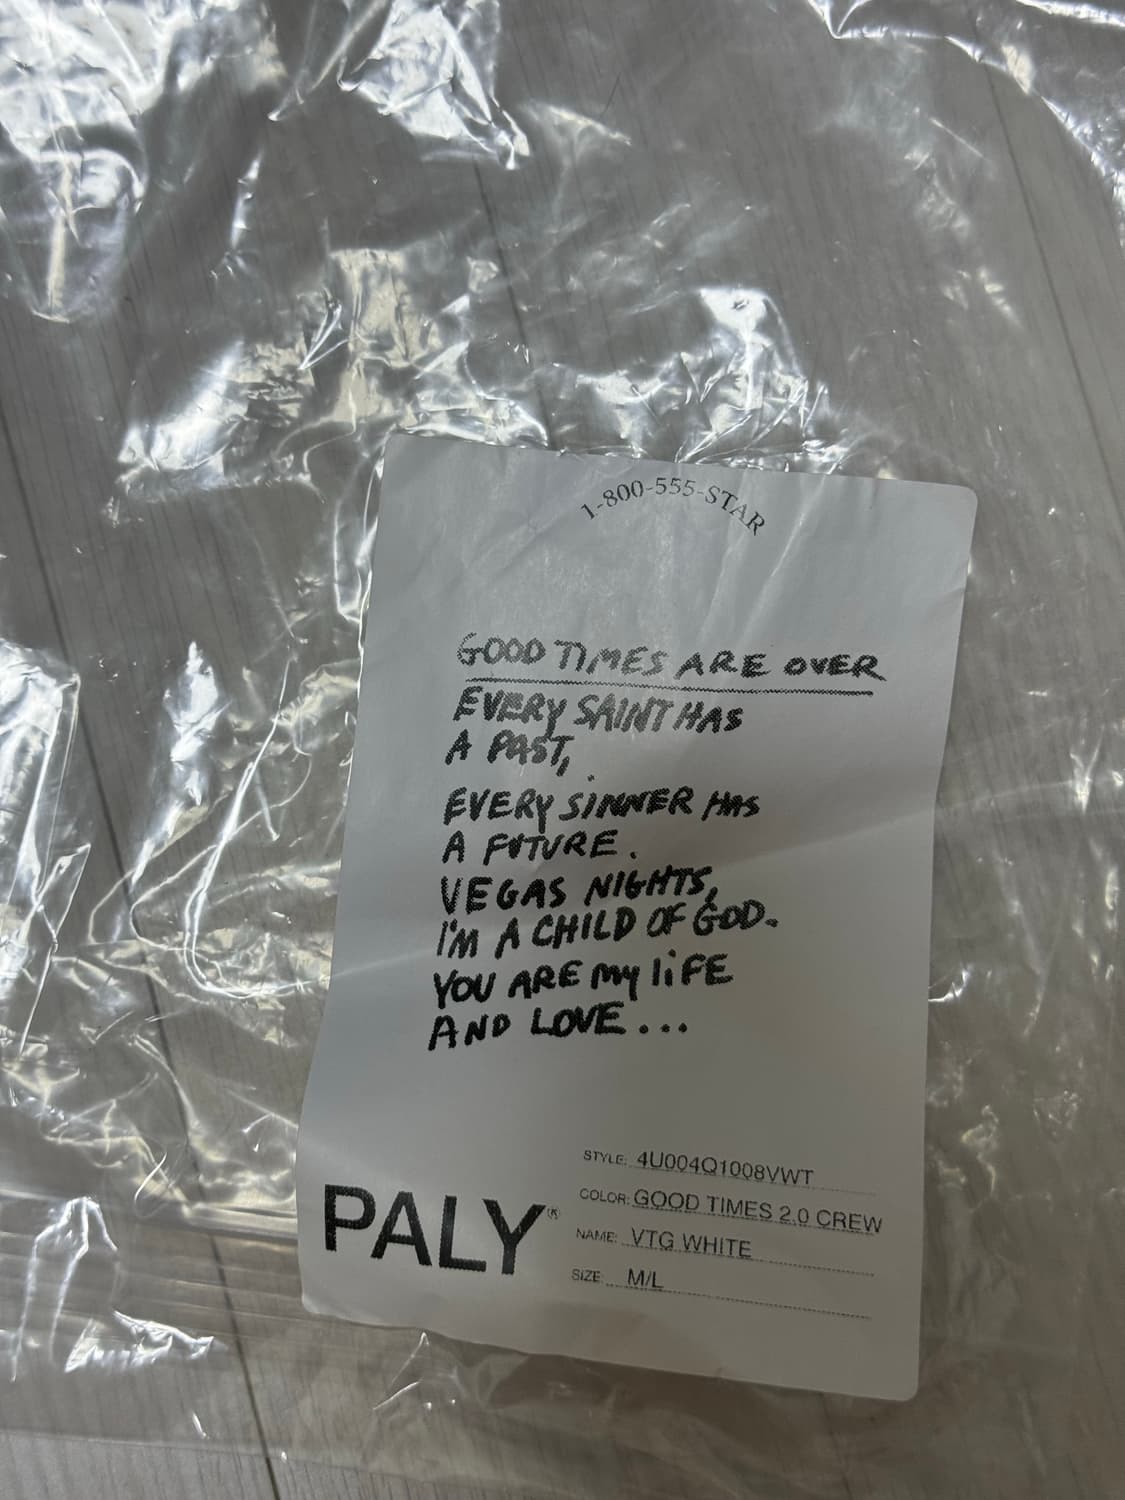 1-800-555-STAR
GOOD TIMES ARE OVER
EVERY SAINT HAS
A PAST,
EVERY SiNNER HAS
A FUTURE.
VEGAS NIGHTS,
I'M A CHILD OF GOD.
YOU ARE My liFE
AND LOVE...
PALY®
STYLE: 4U004Q1008VWT
COLOR: GOOD TIMES 2.0 CREW
NAME: VTG WHITE
SIZE: M/L